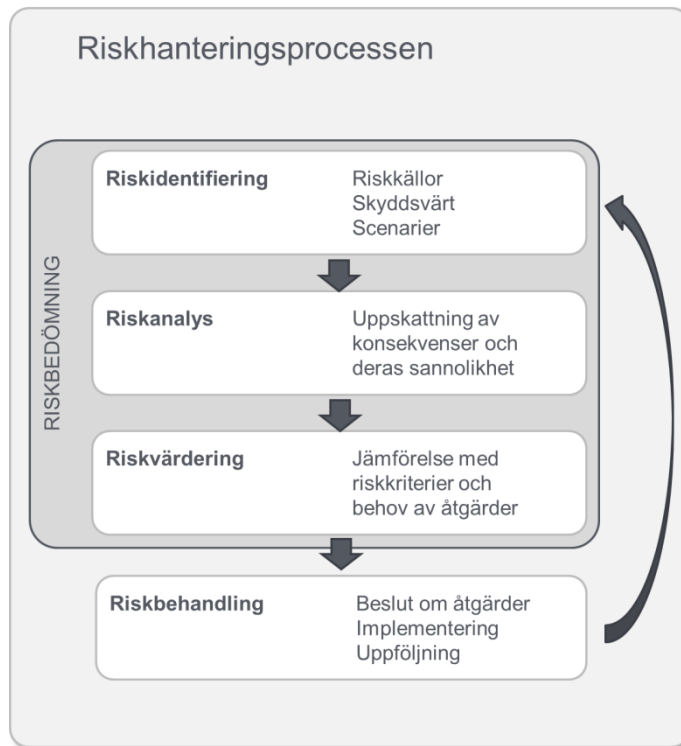 Riskhanteringsprocessen
RISKBEDÖMNING
Riskidentifiering
Riskkällor
Skyddsvärt
Scenarier
Riskanalys
Uppskattning av
konsekvenser och
deras sannolikhet
Riskvärdering
Jämförelse med
riskkriterier och
behov av åtgärder
Riskbehandling
Beslut om åtgärder
Implementering
Uppföljning